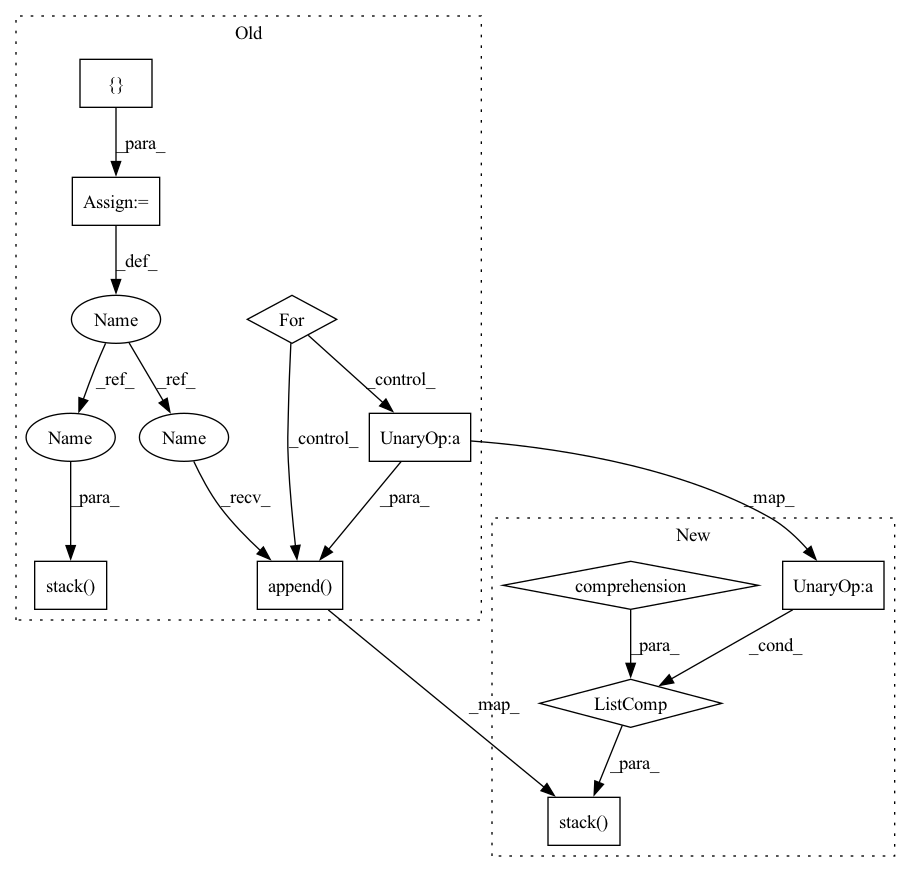 Old
{}
_para_
Assign:=
_def_
Name
For
_ref_
_ref_
_control_
Name
Name
_control_
UnaryOp:a
_para_
_recv_
_para_
_map_
New
stack()
append()
comprehension
UnaryOp:a
_para_
_cond_
_map_
ListComp
_para_
stack()